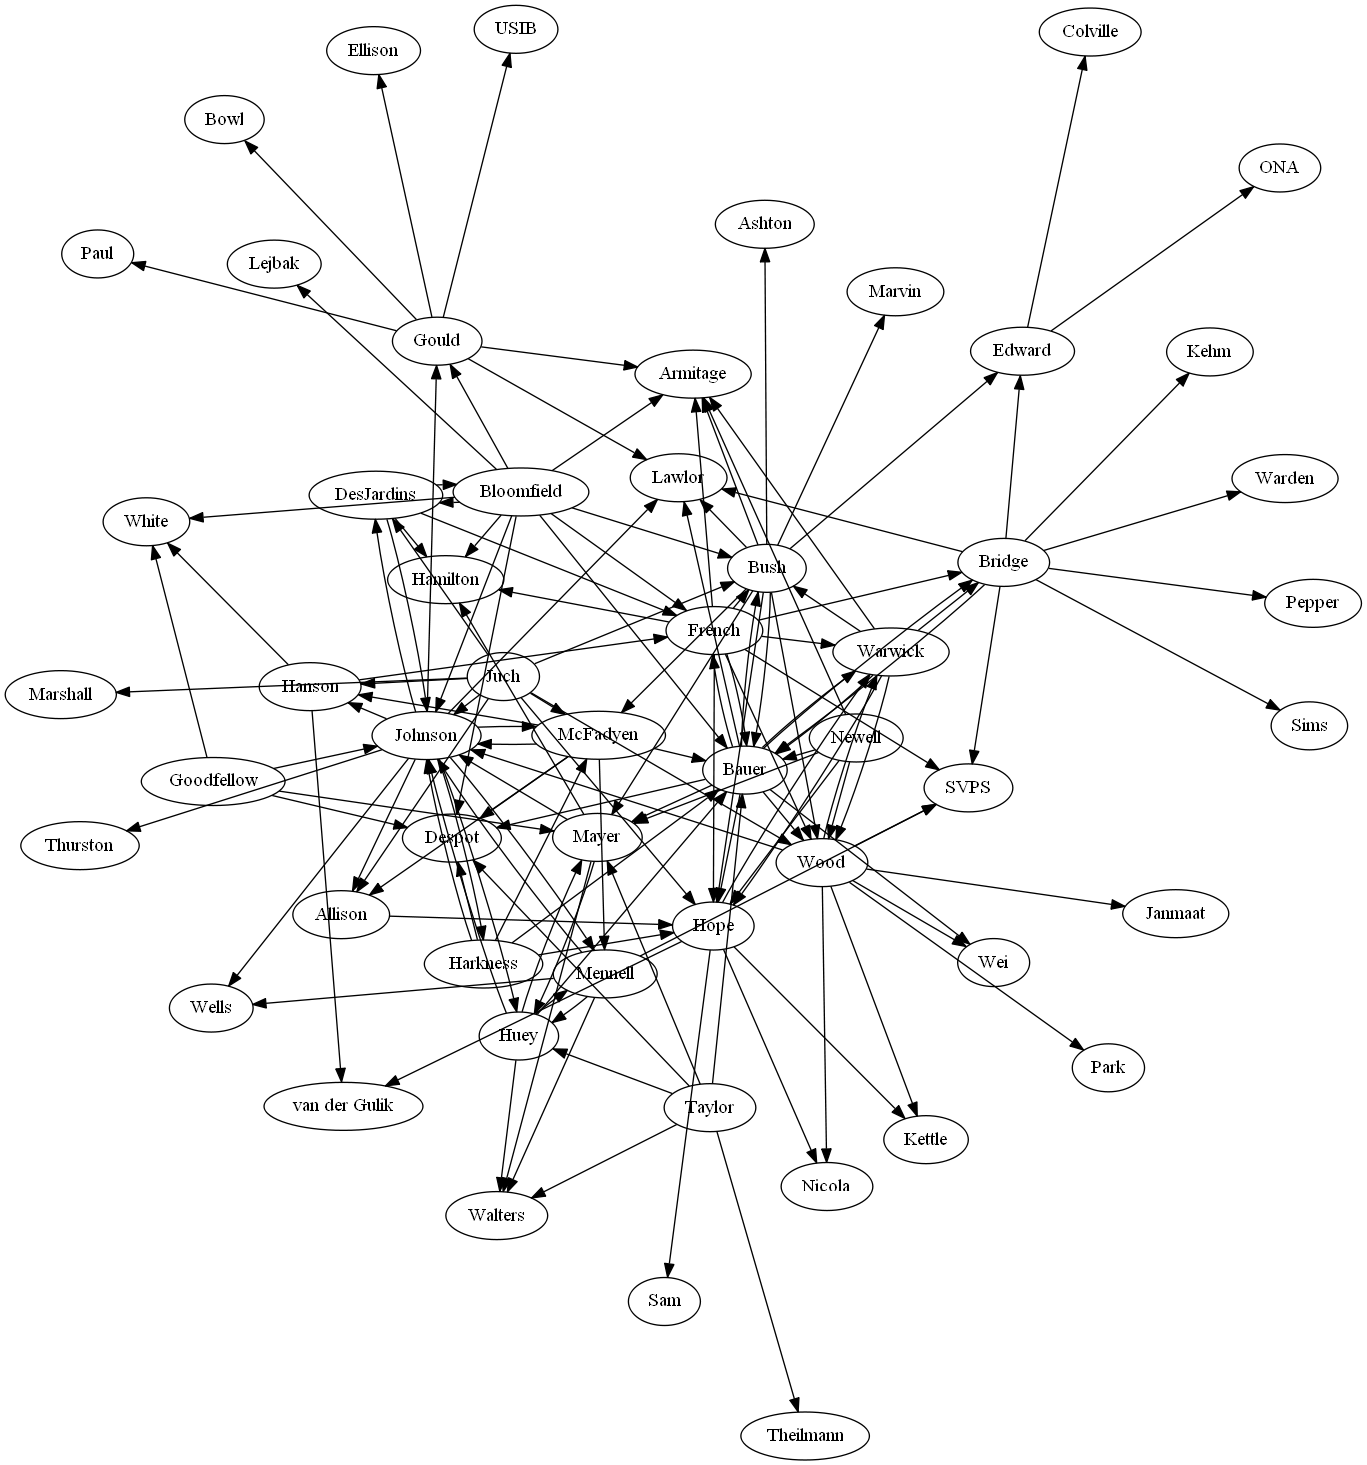 USIB
Colville
Ellison
Bowl
ONA
Ashton
Paul
Lejbak
Marvin
Gould
Edward
Kehm
Armitage
Lawlor
Warden
Bloomfield
DesJardins
White
Bridge
Bush
Hamilton
Pepper
French
Warwick
Juch
Hanson
Marshall
Sims
Johnson
McFadyen
Newell
Bauer
Goodfellow
SVPS
Despot
Mayer
Thurston
Wood
Janmaat
Allison
Hope
Wei
Harkness
Mennell
Wells
Huey
Park
van der Gulik
Taylor
Kettle
Nicola
Walters
Sam
Theilmann